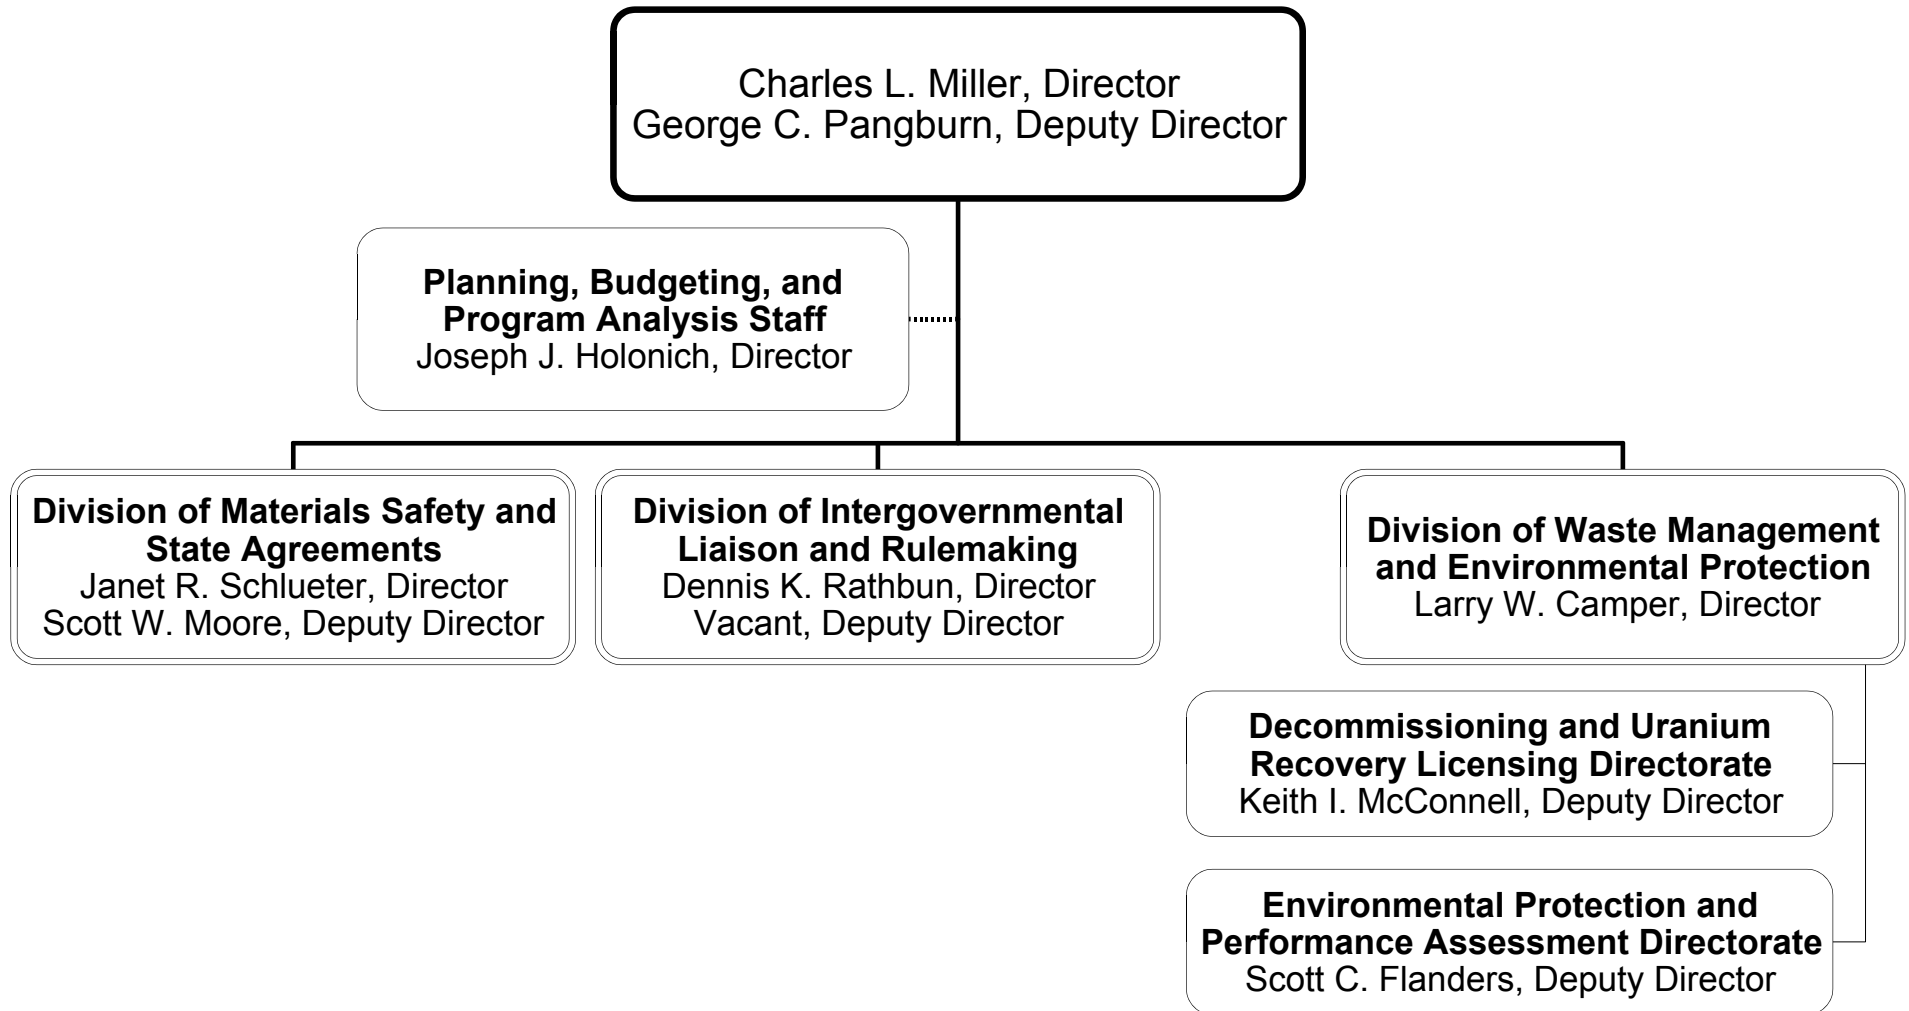 Charles L. Miller, Director
George C. Pangburn, Deputy Director
Planning, Budgeting, and
Program Analysis Staff
Joseph J. Holonich, Director
Division of Materials Safety and
State Agreements
Janet R. Schlueter, Director
Scott W. Moore, Deputy Director
Division of Intergovernmental
Liaison and Rulemaking
Dennis K. Rathbun, Director
Vacant, Deputy Director
Division of Waste Management
and Environmental Protection
Larry W. Camper, Director
Decommissioning and Uranium
Recovery Licensing Directorate
Keith I. McConnell, Deputy Director
Environmental Protection and
Performance Assessment Directorate
Scott C. Flanders, Deputy Director